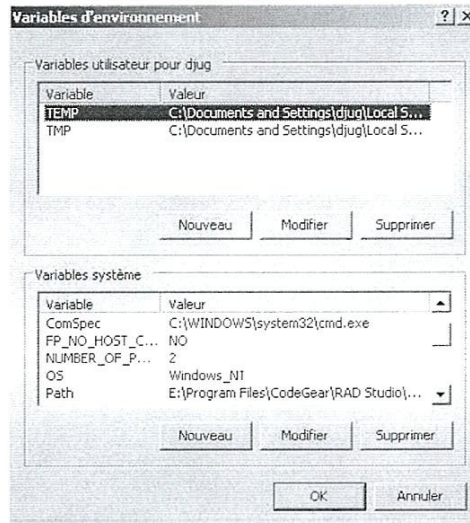 Variables d'environnement
Variables utilisateur pour djug
Variable Valeur
TEMP C:\Documents and Settings\djug\Local S...
TMP C:\Documents and Settings\djug\Local S...
Nouveau Modifier Supprimer
Variables système
Variable Valeur
ComSpec C:\WINDOWS\system32\cmd.exe
FP_NO_HOST_C... NO
NUMBER_OF_P... 2
OS Windows_NT
Path E:\Program Files\CodeGear\RAD Studio\...
Nouveau Modifier Supprimer
OK Annuler